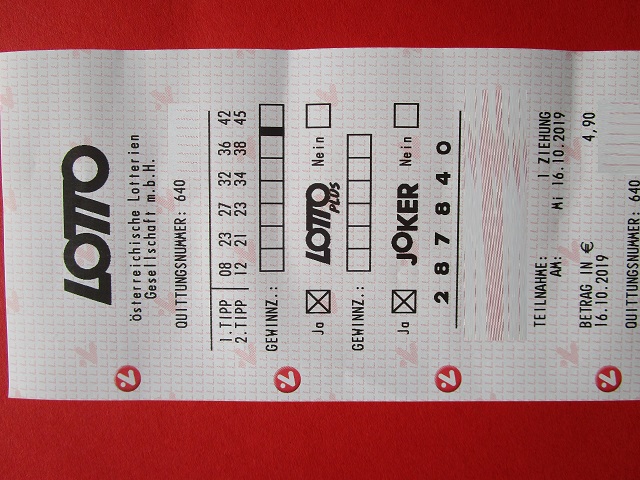 LOTTO
Österreichische Lotterien
Gesellschaft m.b.H.
QUITTUNGSNUMMER: 640
1.TIPP 08 23 27 32 36 42
2.TIPP 12 21 23 34 38 45
GEWINNZ.:
Ja LOTTO PLUS Nein
GEWINNZ.:
Ja JOKER Nein
2 8 7 8 4 0
TEILNAHME: 1 ZIEHUNG
AM: Mi 16.10.2019
BETRAG IN € 4,90
16.10.2019
QUITTUNGSNUMMER: 640